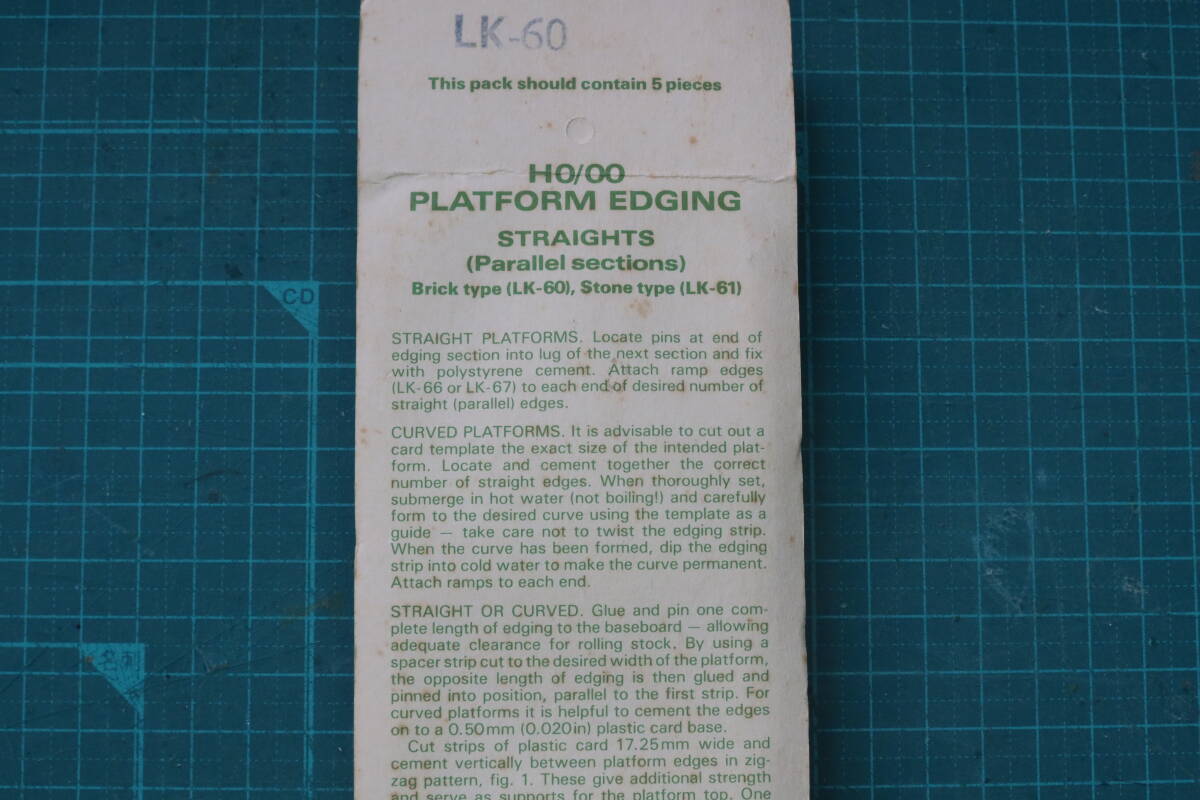 LK-60
This pack should contain 5 pieces
HO/OO
PLATFORM EDGING
STRAIGHTS
(Parallel sections)
Brick type (LK-60), Stone type (LK-61)
STRAIGHT PLATFORMS. Locate pins at end of
edging section into lug of the next section and fix
with polystyrene cement. Attach ramp edges
(LK-66 or LK-67) to each end of desired number of
straight (parallel) edges.
CURVED PLATFORMS. It is advisable to cut out a
card template the exact size of the intended plat-
form. Locate and cement together the correct
number of straight edges. When thoroughly set,
submerge in hot water (not boiling!) and carefully
form to the desired curve using the template as a
guide — take care not to twist the edging strip.
When the curve has been formed, dip the edging
strip into cold water to make the curve permanent.
Attach ramps to each end.
STRAIGHT OR CURVED. Glue and pin one com-
plete length of edging to the baseboard — allowing
adequate clearance for rolling stock. By using a
spacer strip cut to the desired width of the platform,
the opposite length of edging is then glued and
pinned into position, parallel to the first strip. For
curved platforms it is helpful to cement the edges
on to a 0.50mm (0.020in) plastic card base.
Cut strips of plastic card 17.25mm wide and
cement vertically between platform edges in zig-
zag pattern, fig. 1. These give additional strength
and serve as supports for the platform top. One
CD
名刺